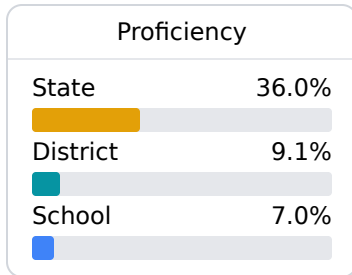 Proficiency
State 36.0%
District 9.1%
School 7.0%